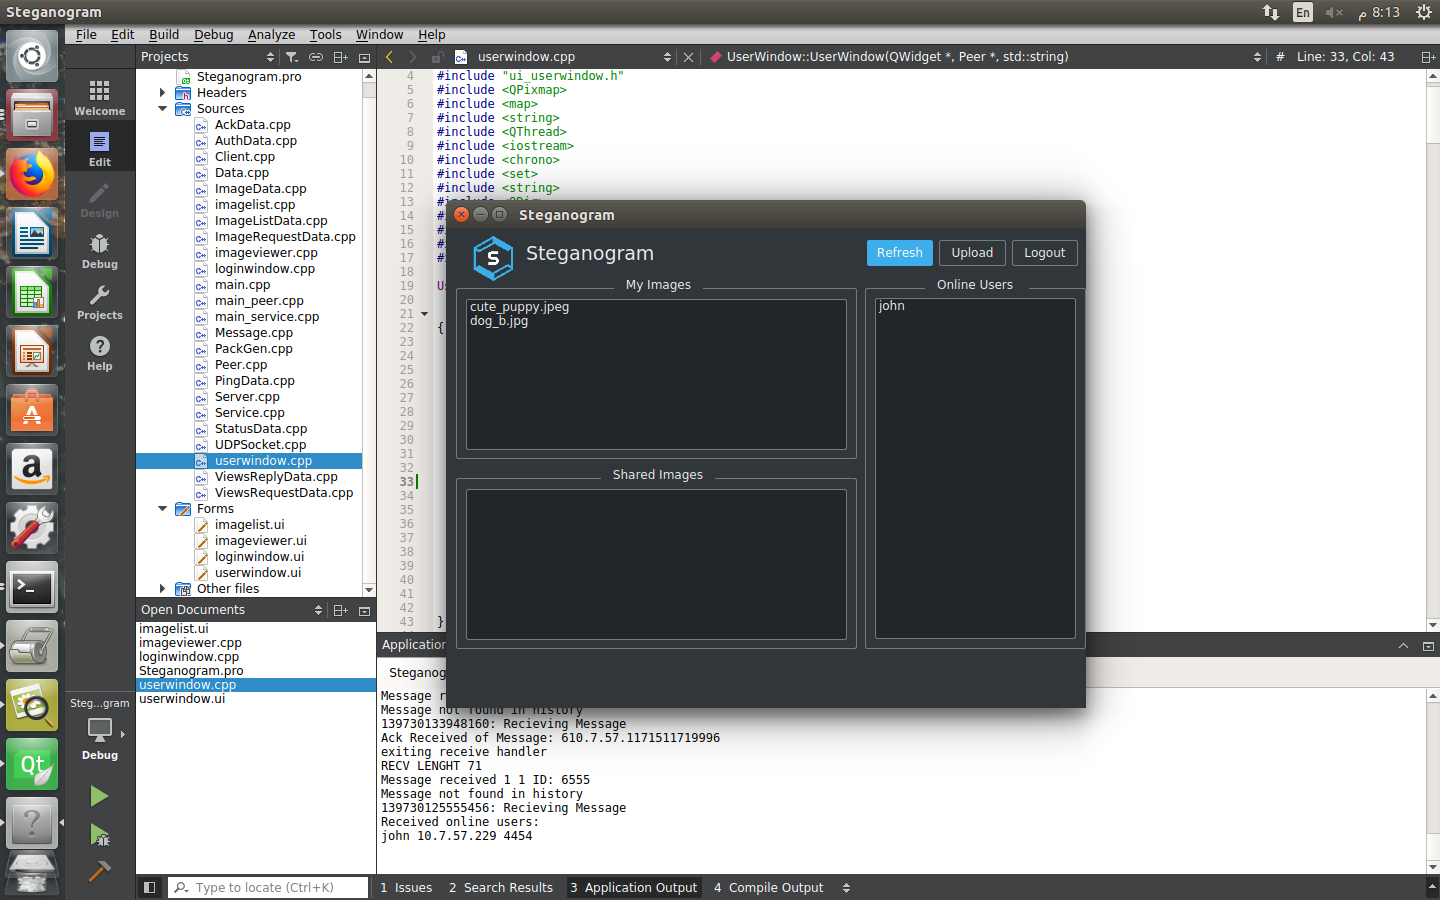 Steganogram
En
8:13 م
File Edit Build Debug Analyze Tools Window Help
Projects
userwindow.cpp
UserWindow::UserWindow(QWidget *, Peer *, std::string)
# Line: 33, Col: 43
Welcome
Edit
Design
Debug
Projects
Help
Steg...gram
Debug
Steganogram.pro
Headers
Sources
AckData.cpp
AuthData.cpp
Client.cpp
Data.cpp
ImageData.cpp
imagelist.cpp
ImageListData.cpp
ImageRequestData.cpp
imageviewer.cpp
loginwindow.cpp
main.cpp
main_peer.cpp
main_service.cpp
Message.cpp
PackGen.cpp
Peer.cpp
PingData.cpp
Server.cpp
Service.cpp
StatusData.cpp
UDPSocket.cpp
userwindow.cpp
ViewsReplyData.cpp
ViewsRequestData.cpp
Forms
imagelist.ui
imageviewer.ui
loginwindow.ui
userwindow.ui
Other files
Open Documents
imagelist.ui
imageviewer.cpp
loginwindow.cpp
Steganogram.pro
userwindow.cpp
userwindow.ui
4 #include "ui_userwindow.h"
5 #include <QPixmap>
6 #include <map>
7 #include <string>
8 #include <QThread>
9 #include <iostream>
10 #include <chrono>
11 #include <set>
12 #include <string>
13
14
15
16
17
18
19
20
21
22 {
23
24
25
26
27
28
29
30
31
32
33
34
35
36
37
38
39
40
41
42
43 }
Steganogram
S
Steganogram
Refresh Upload Logout
My Images
cute_puppy.jpeg
dog_b.jpg
Shared Images
Online Users
john
Application
Steganog
Message r
Message not found in history
139730133948160: Recieving Message
Ack Received of Message: 610.7.57.1171511719996
exiting receive handler
RECV LENGHT 71
Message received 1 1 ID: 6555
Message not found in history
139730125555456: Recieving Message
Received online users:
john 10.7.57.229 4454
Type to locate (Ctrl+K)
1 Issues 2 Search Results 3 Application Output 4 Compile Output